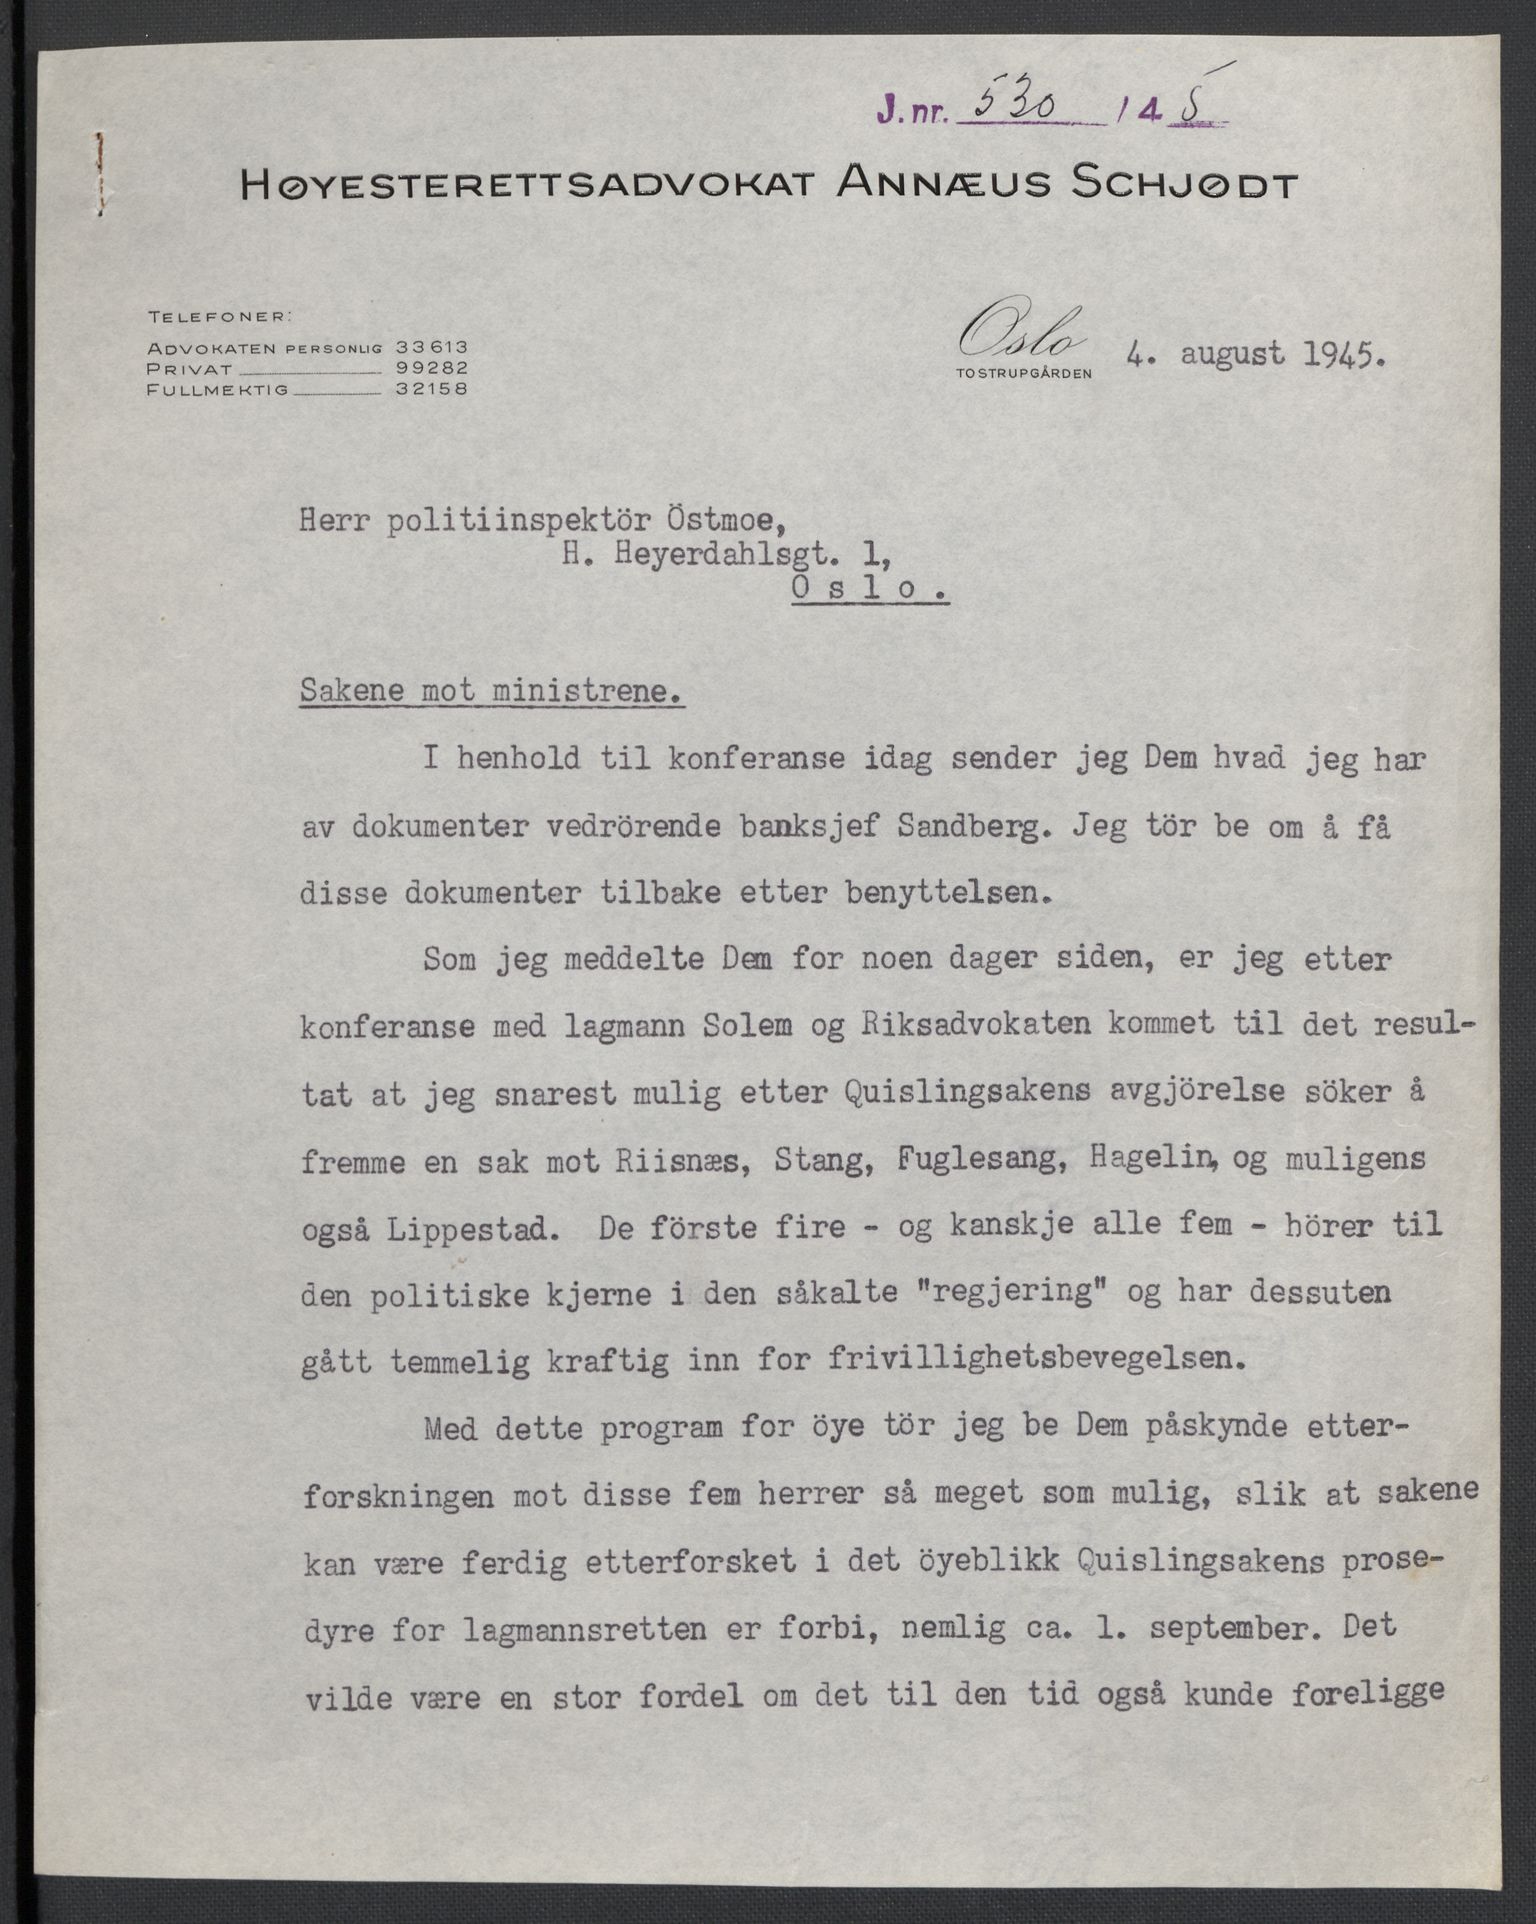 J.nr. 530 / 45
HØYESTERETTSADVOKAT ANNÆUS SCHJØDT
TELEFONER:
ADVOKATEN PERSONLIG 33613
PRIVAT 99282
FULLMEKTIG 32158
Oslo 4. august 1945.
TOSTRUPGÅRDEN
Herr politiinspektör Östmoe,
H. Heyerdahlsgt. 1,
O s l o .
Sakene mot ministrene.
I henhold til konferanse idag sender jeg Dem hvad jeg har
av dokumenter vedrörende banksjef Sandberg. Jeg tör be om å få
disse dokumenter tilbake etter benyttelsen.
Som jeg meddelte Dem for noen dager siden, er jeg etter
konferanse med lagmann Solem og Riksadvokaten kommet til det resul-
tat at jeg snarest mulig etter Quislingsakens avgjörelse söker å
fremme en sak mot Riisnæs, Stang, Fuglesang, Hagelin, og muligens
også Lippestad. De förste fire - og kanskje alle fem - hörer til
den politiske kjerne i den såkalte "regjering" og har dessuten
gått temmelig kraftig inn for frivillighetsbevegelsen.
Med dette program for öye tör jeg be Dem påskynde etter-
forskningen mot disse fem herrer så meget som mulig, slik at sakene
kan være ferdig etterforsket i det öyeblikk Quislingsakens prose-
dyre for lagmannsretten er forbi, nemlig ca. 1. september. Det
vilde være en stor fordel om det til den tid også kunde foreligge